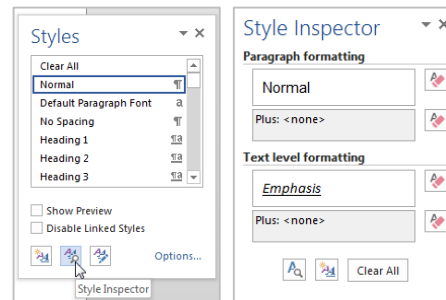 Styles
Clear All
Normal ¶
Default Paragraph Font a
No Spacing ¶
Heading 1 ¶a
Heading 2 ¶a
Heading 3 ¶a
Show Preview
Disable Linked Styles
Options...
Style Inspector
Style Inspector
Paragraph formatting
Normal
Plus: <none>
Text level formatting
Emphasis
Plus: <none>
Clear All